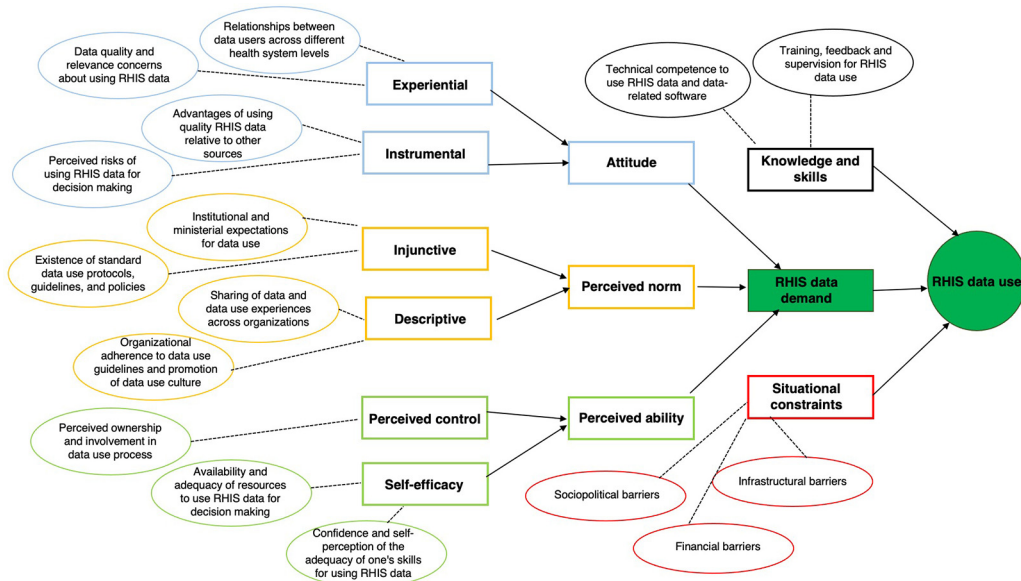 Relationships between
data users across different
health system levels
Data quality and
relevance concerns
about using RHIS data
Experiential
Advantages of using
quality RHIS data
relative to other
sources
Instrumental
Perceived risks of
using RHIS data for
decision making
Attitude
Technical competence to
use RHIS data and data-
related software
Training, feedback and
supervision for RHIS
data use
Knowledge and
skills
Institutional and
ministerial expectations
for data use
Injunctive
Existence of standard
data use protocols,
guidelines, and policies
Sharing of data and
data use experiences
across organizations
Descriptive
Organizational
adherence to data use
guidelines and promotion
of data use culture
Perceived norm
RHIS data
demand
RHIS data use
Perceived control
Perceived ownership
and involvement in
data use process
Perceived ability
Situational
constraints
Availability and
adequacy of resources
to use RHIS data for
decision making
Self-efficacy
Confidence and self-
perception of the
adequacy of one's skills
for using RHIS data
Sociopolitical barriers
Infrastructural barriers
Financial barriers